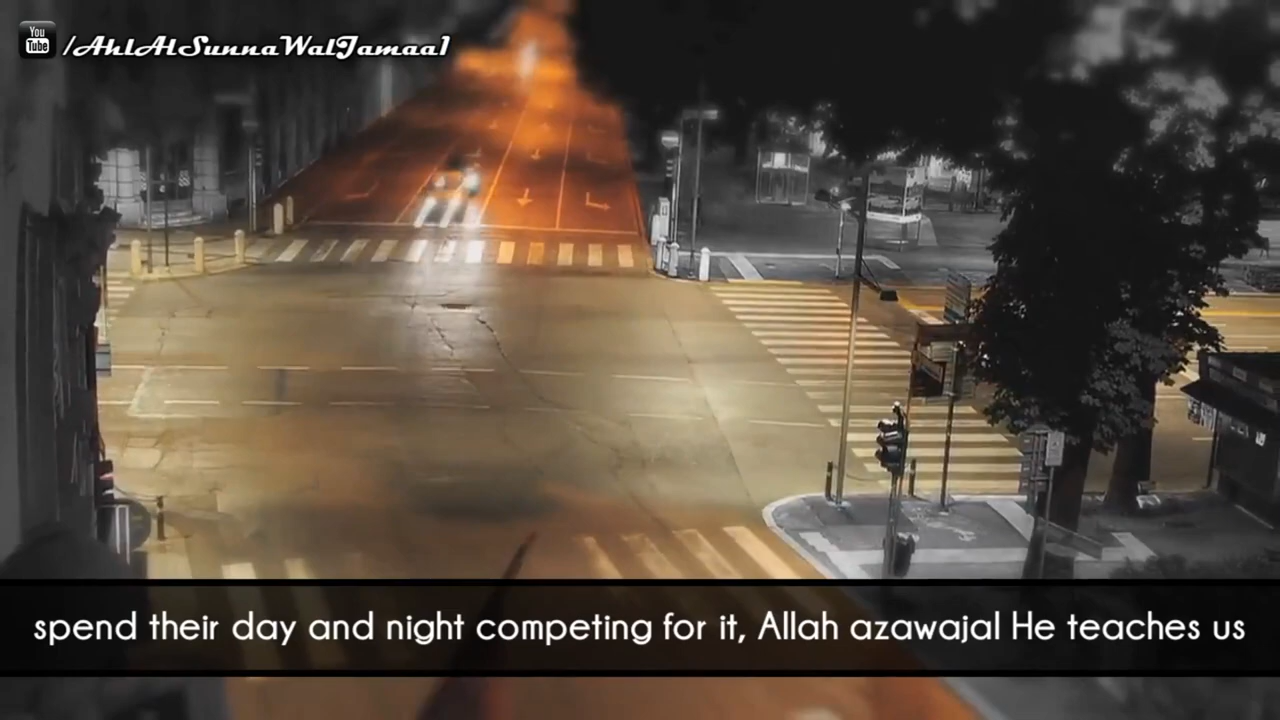 You
Tube
/AhlAlSunnaWalJamaa1
spend their day and night competing for it, Allah azawajal He teaches us